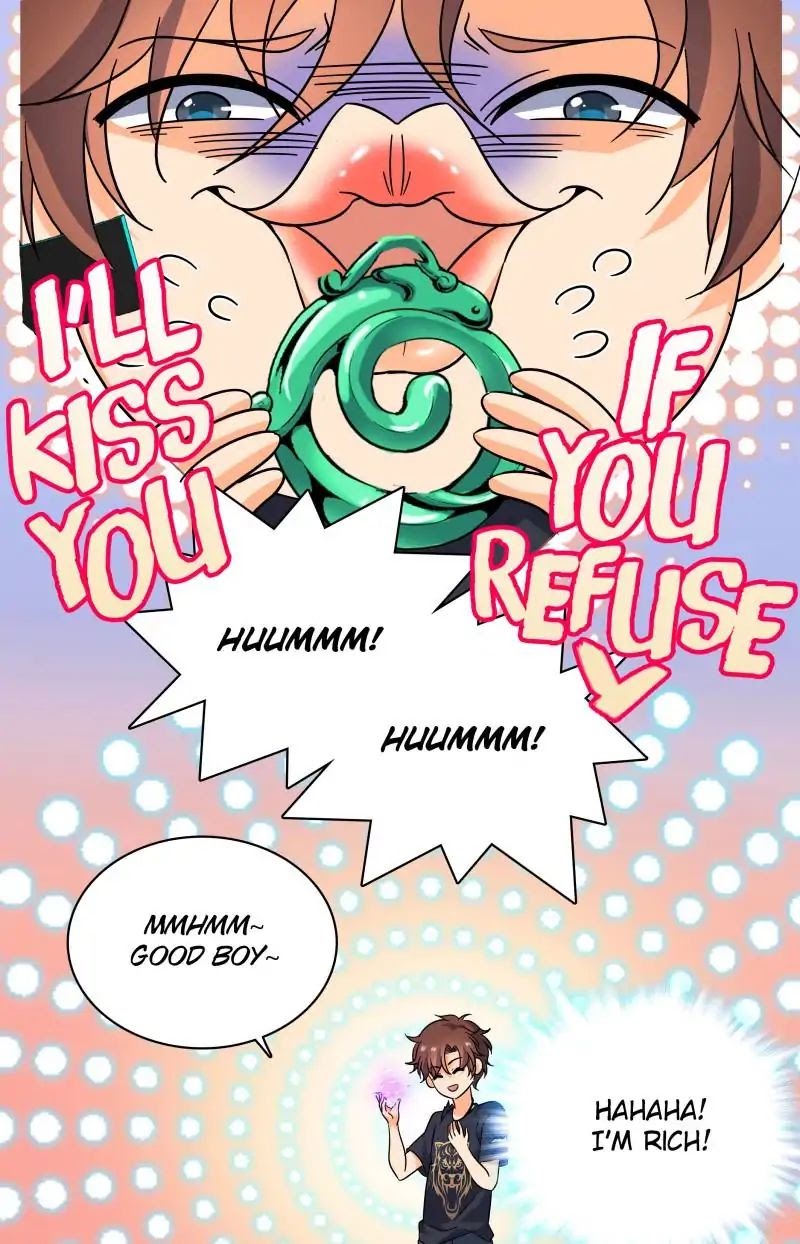 I'LL
KISS
YOU
IF
YOU
REFUSE
HUUMMM!
HUUMMM!
MMHMM~
GOOD BOY~
HAHAHA!
I'M RICH!